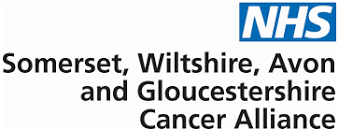 NHS
Somerset, Wiltshire, Avon
and Gloucestershire
Cancer Alliance